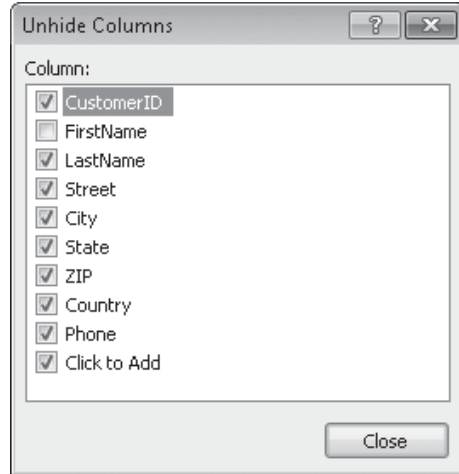 Unhide Columns
Column:
CustomerID
FirstName
LastName
Street
City
State
ZIP
Country
Phone
Click to Add
Close